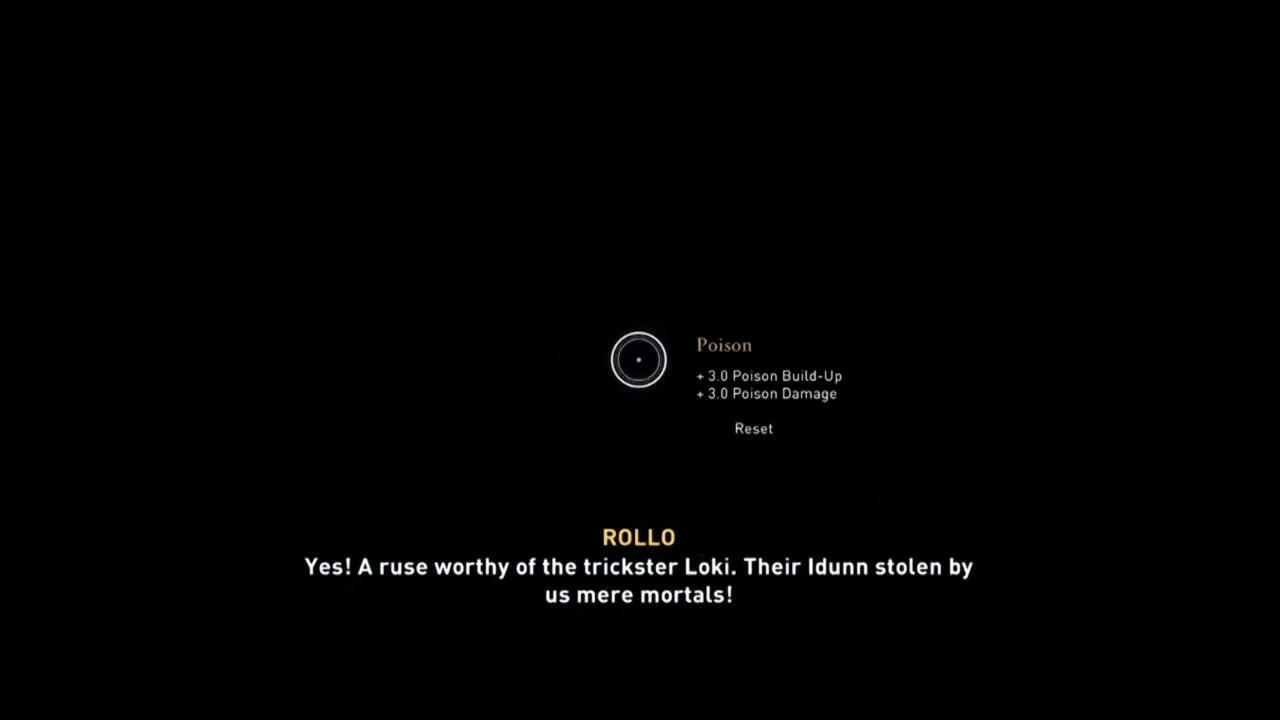 Poison
+ 3.0 Poison Build-Up
+ 3.0 Poison Damage
Reset
ROLLO
Yes! A ruse worthy of the trickster Loki. Their Idunn stolen by
us mere mortals!